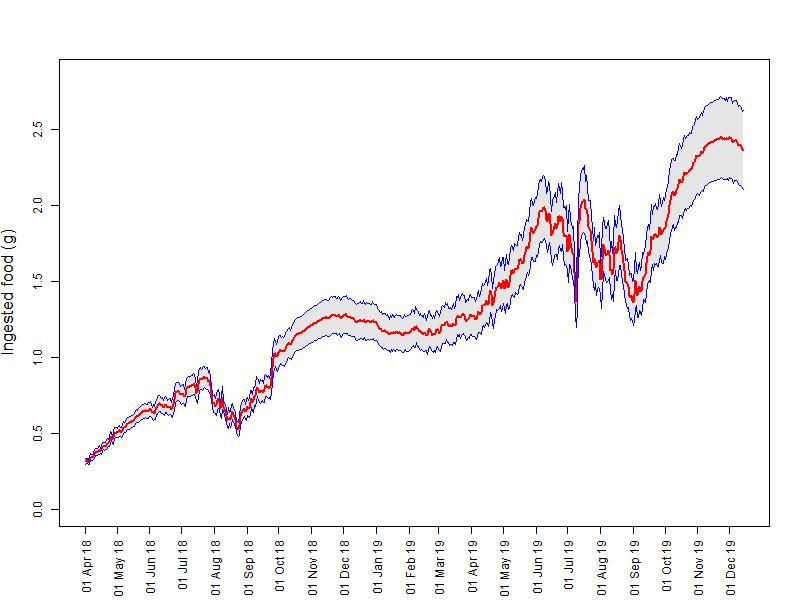 Ingested food (g)
2.5
2.0
1.5
1.0
0.5
0.0
01 Apr 18
01 May 18
01 Jun 18
01 Jul 18
01 Aug 18
01 Sep 18
01 Oct 18
01 Nov 18
01 Dec 18
01 Jan 19
01 Feb 19
01 Mar 19
01 Apr 19
01 May 19
01 Jun 19
01 Jul 19
01 Aug 19
01 Sep 19
01 Oct 19
01 Nov 19
01 Dec 19